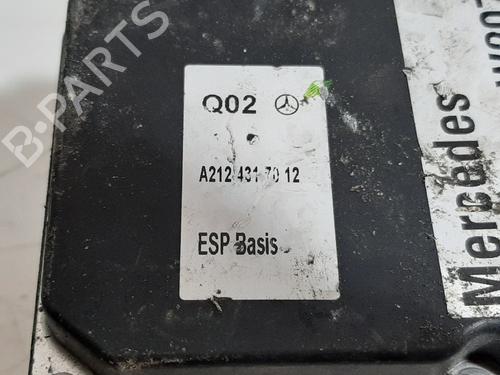 Q02
A212 431 70 12
ESP Basis
Mercedes
B-PARTS